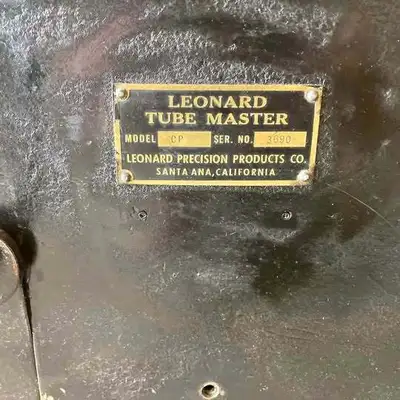 LEONARD
TUBE MASTER
MODEL CP SER. NO. 3690
LEONARD PRECISION PRODUCTS CO.
SANTA ANA, CALIFORNIA